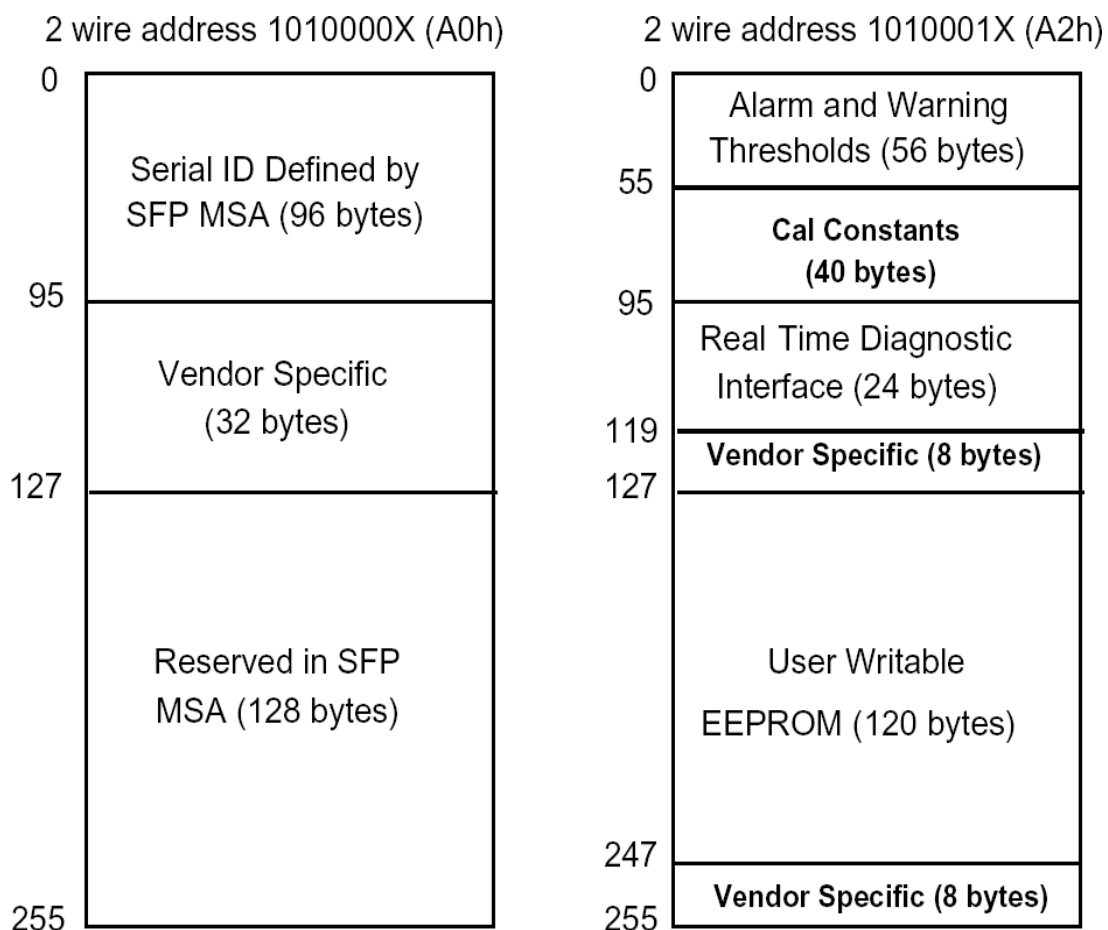 2 wire address 1010000X (A0h)
0
Serial ID Defined by
SFP MSA (96 bytes)
95
Vendor Specific
(32 bytes)
127
Reserved in SFP
MSA (128 bytes)
255
2 wire address 1010001X (A2h)
0
Alarm and Warning
Thresholds (56 bytes)
55
Cal Constants
(40 bytes)
95
Real Time Diagnostic
Interface (24 bytes)
119
Vendor Specific (8 bytes)
127
User Writable
EEPROM (120 bytes)
247
Vendor Specific (8 bytes)
255